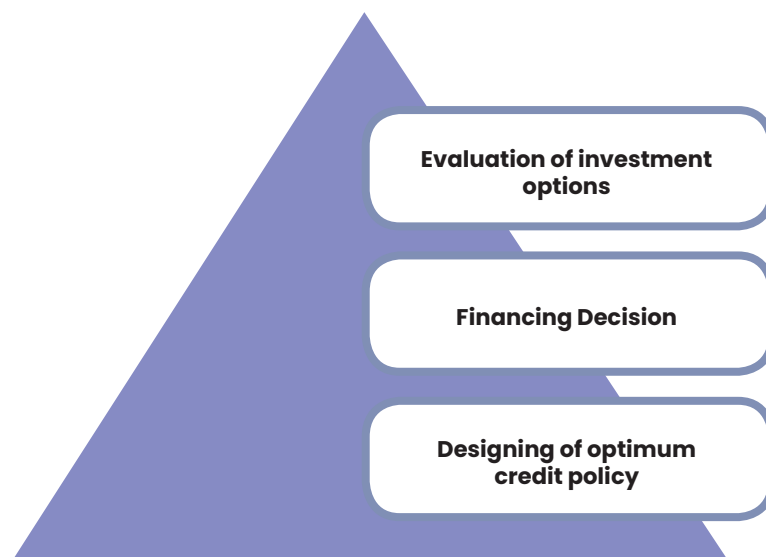 Evaluation of investment
options
Financing Decision
Designing of optimum
credit policy